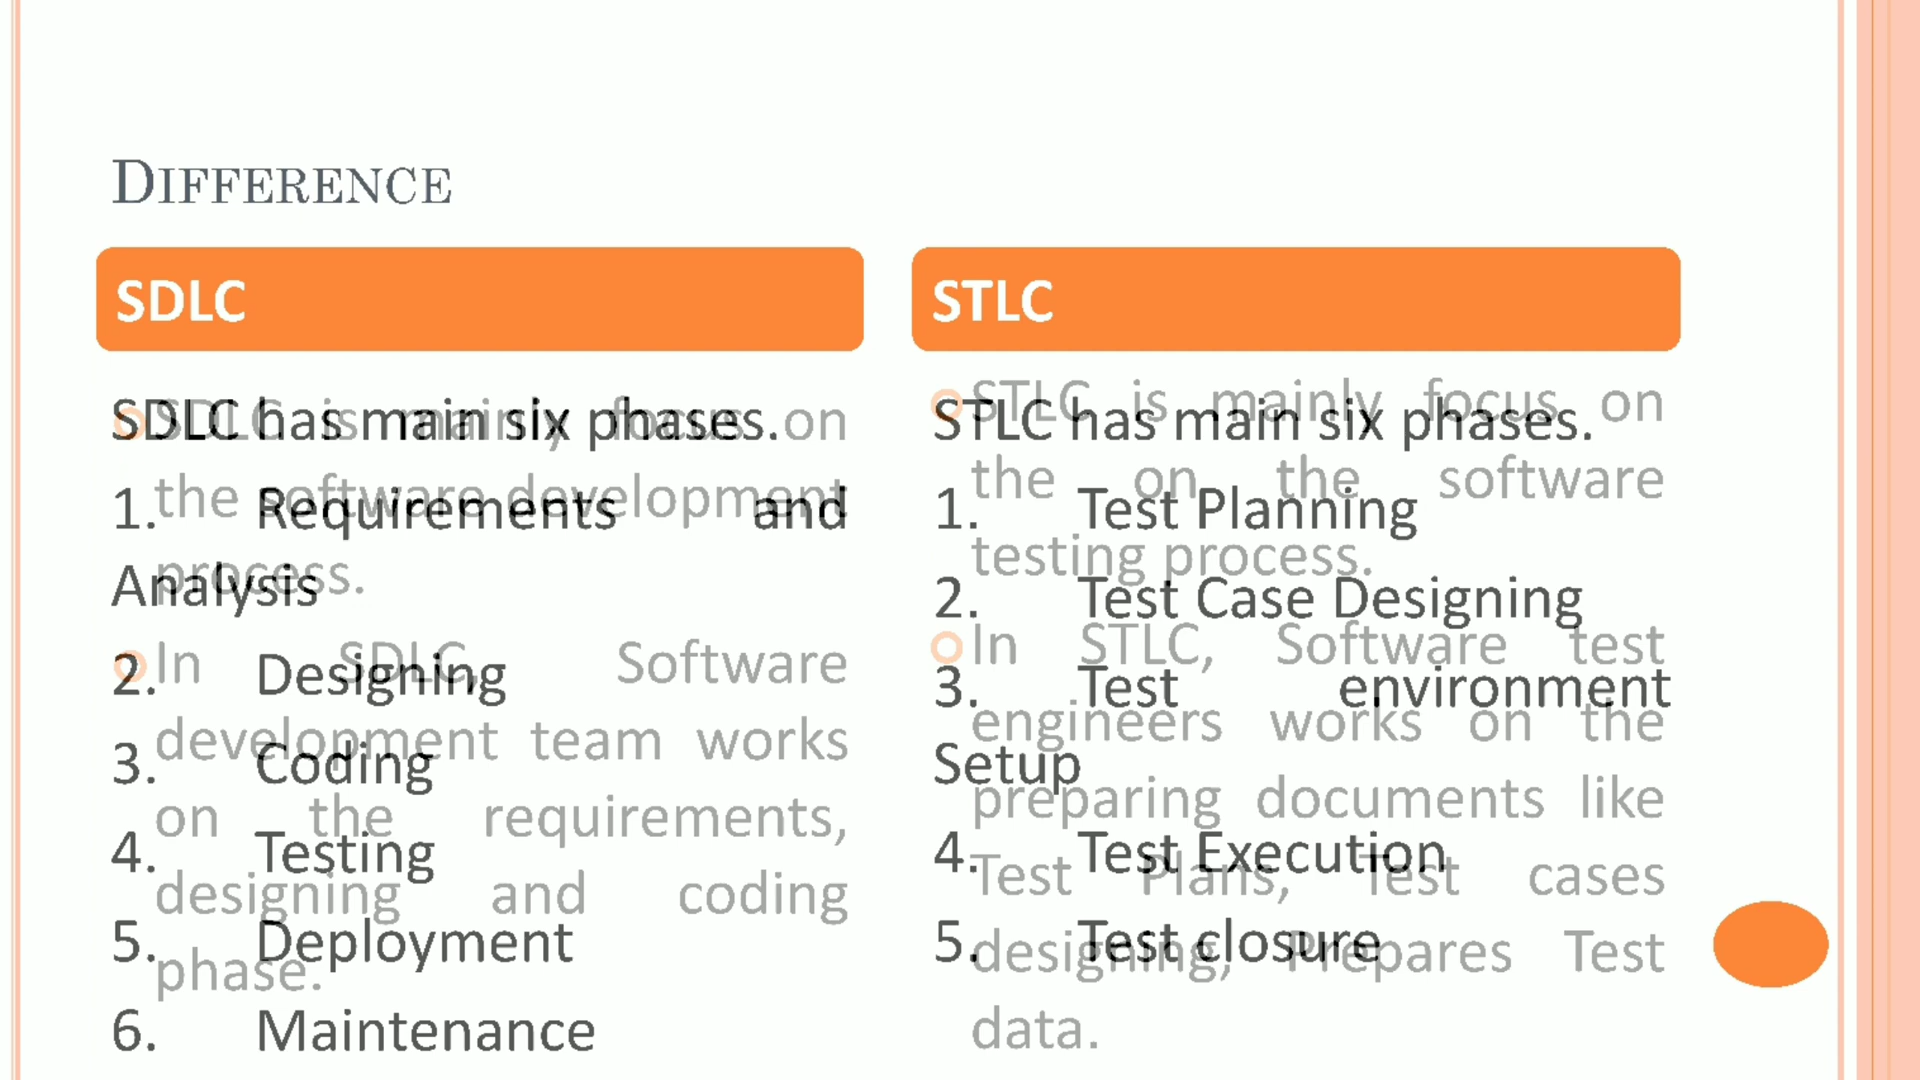 DIFFERENCE
SDLC
SDLC has main six phases.
1. Requirements and
Analysis
2. Designing
3. Coding
4. Testing
5. Deployment
6. Maintenance
SDLC is mainly focus on
the software development
process.
In SDLC, Software
development team works
on the requirements,
designing and coding
phase.
STLC
STLC has main six phases.
1. Test Planning
2. Test Case Designing
3. Test environment
Setup
4. Test Execution
5. Test closure
STLC is mainly focus on
the on the software
testing process.
In STLC, Software test
engineers works on the
preparing documents like
Test Plans, Test cases
designing, Prepares Test
data.